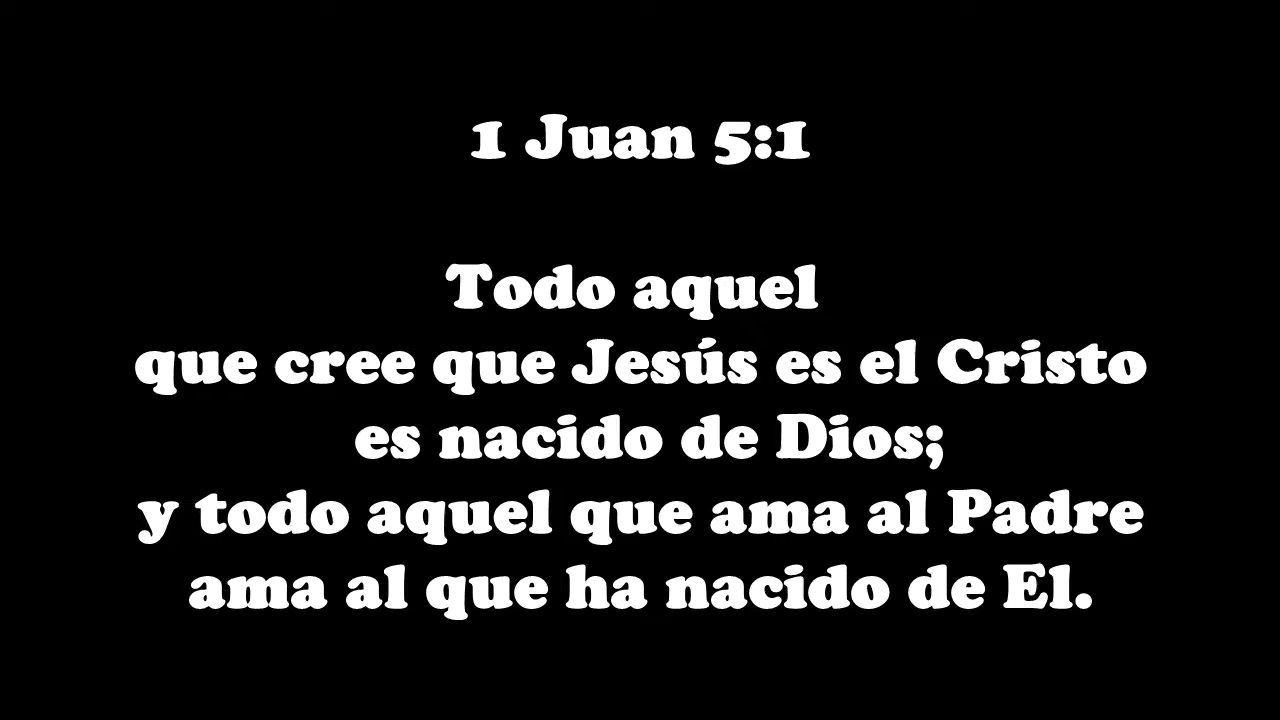 1 Juan 5:1
Todo aquel
que cree que Jesús es el Cristo
es nacido de Dios;
y todo aquel que ama al Padre
ama al que ha nacido de El.